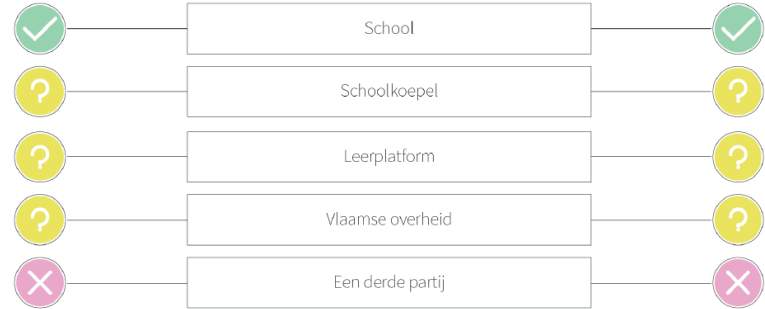 School
? Schoolkoepel ?
? Leerplatform ?
? Vlaamse overheid ?
Een derde partij